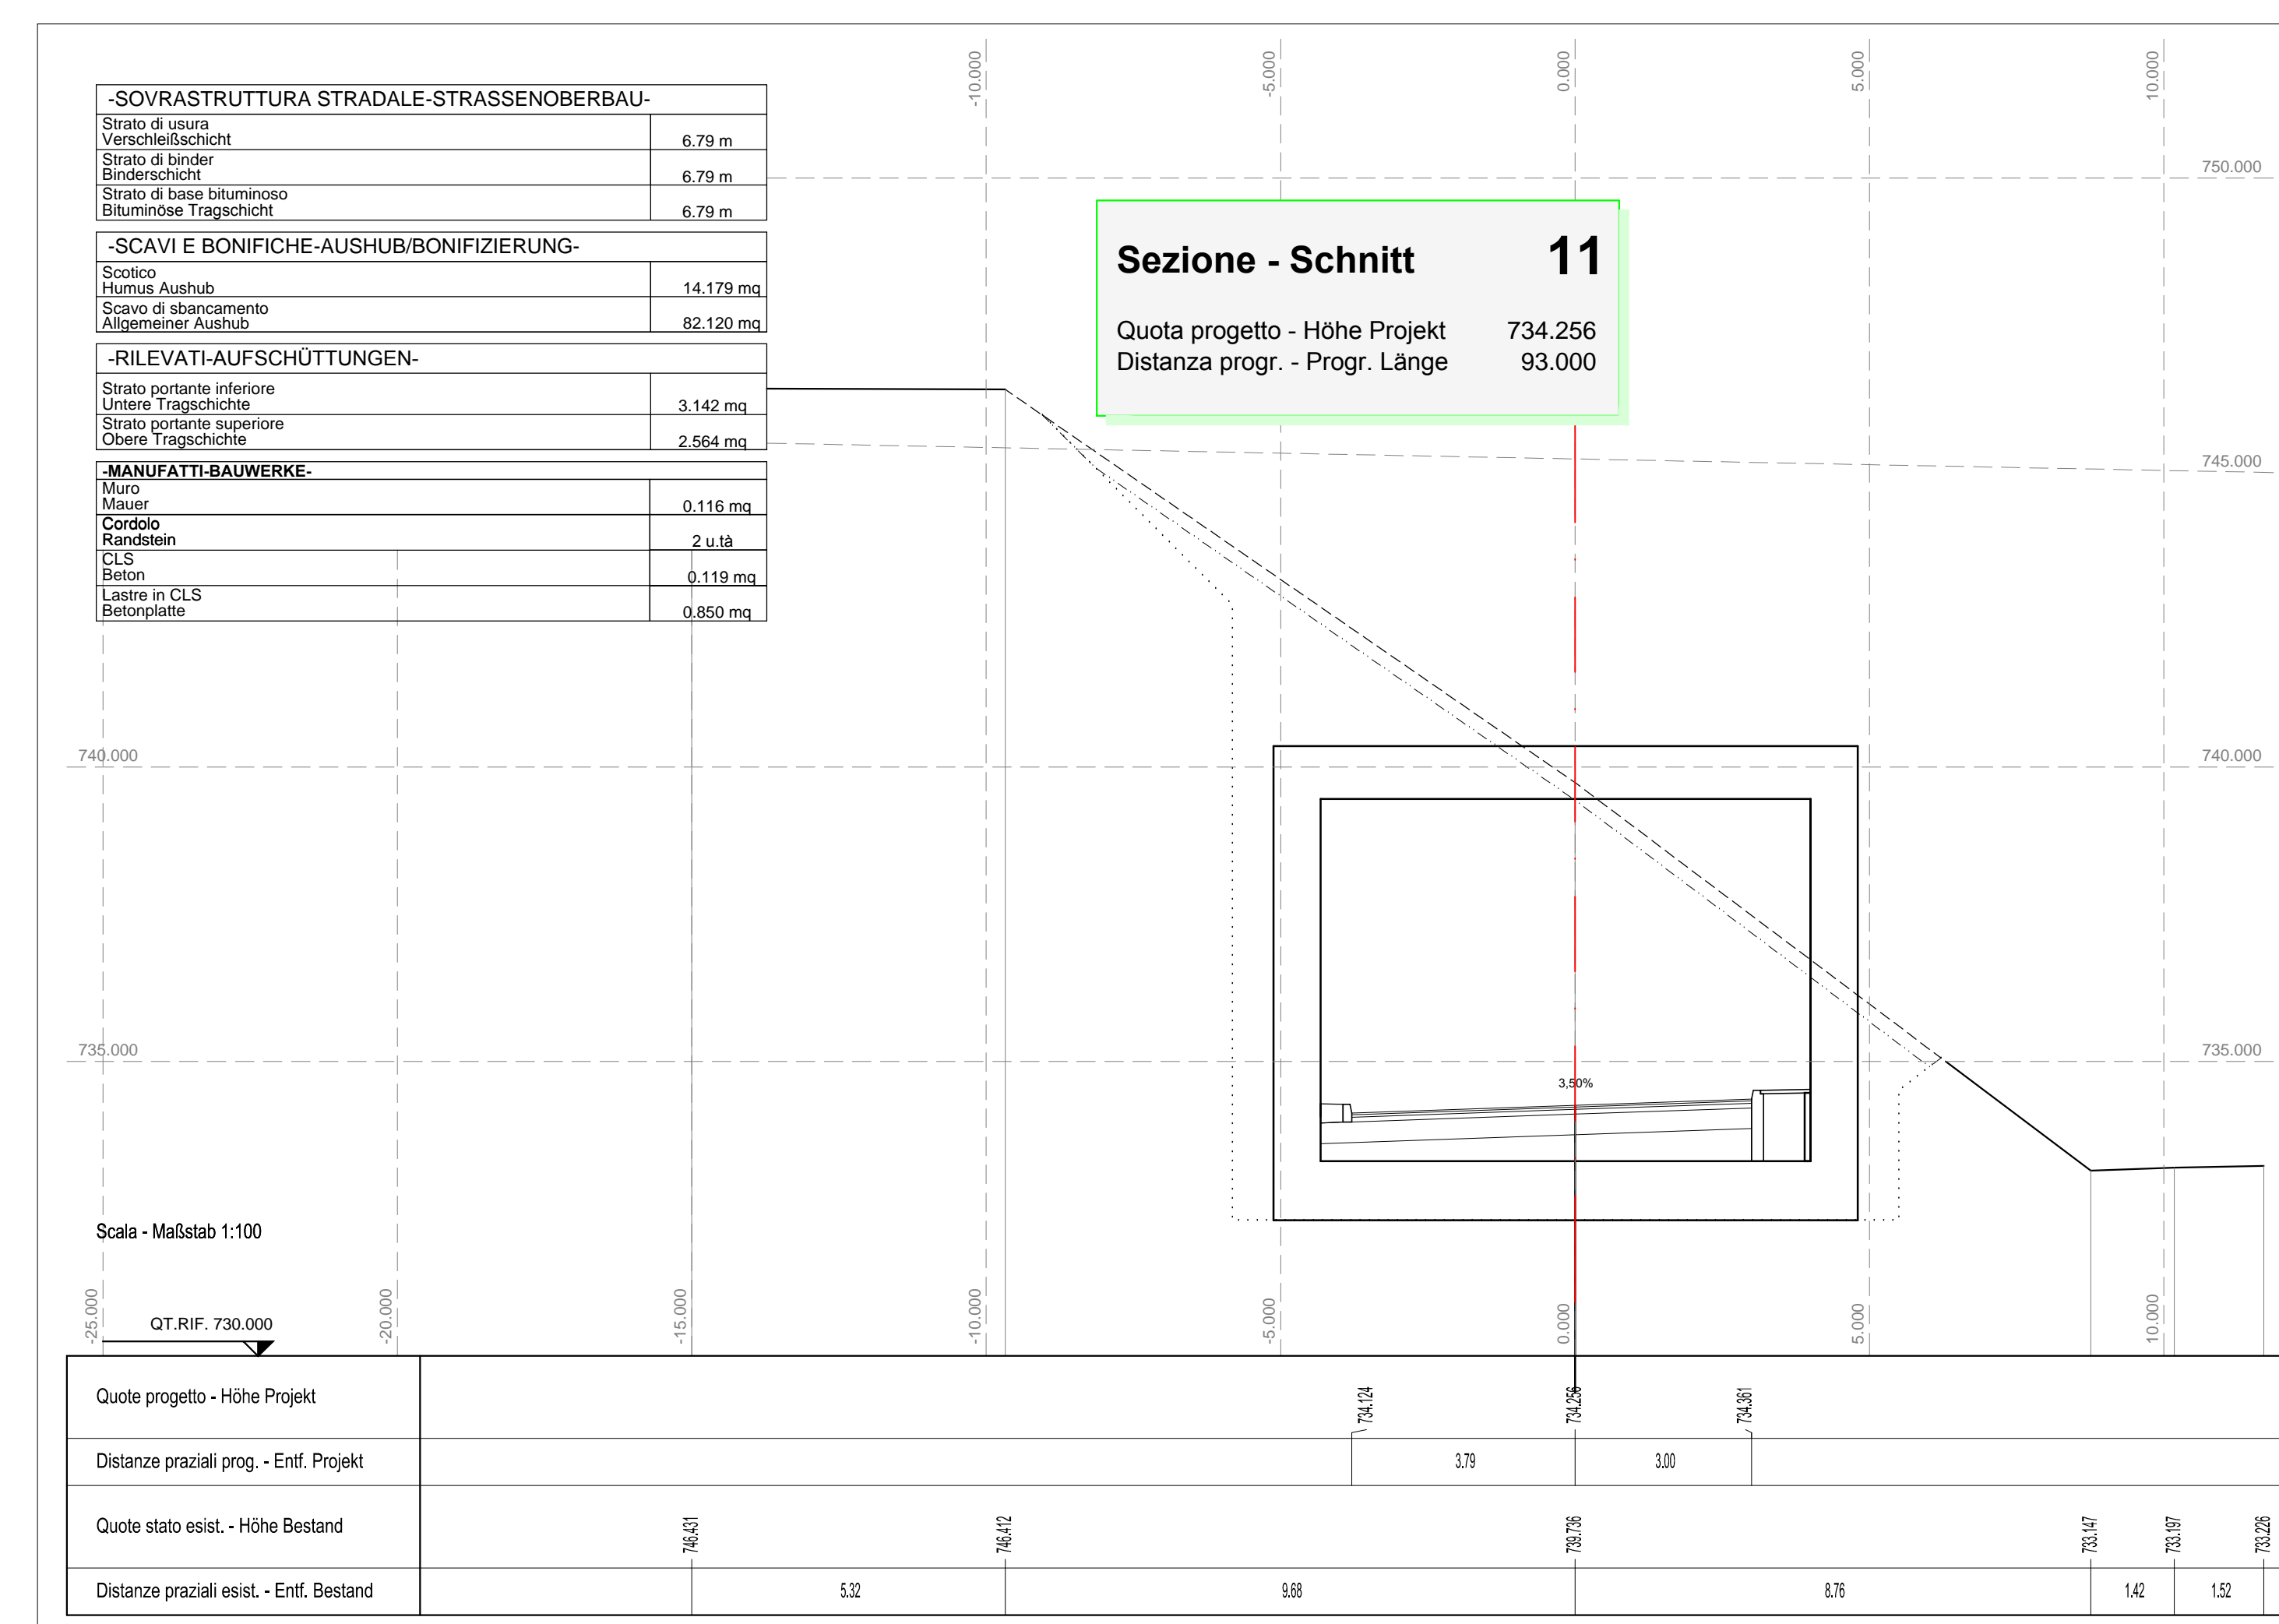 -10.000
-5.000
0.000
5.000
10.000
-SOVRASTRUTTURA STRADALE-STRASSENOBERBAU-
Strato di usura
Verschleißschicht 6.79 m
Strato di binder
Binderschicht 6.79 m
Strato di base bituminoso
Bituminöse Tragschicht 6.79 m
-SCAVI E BONIFICHE-AUSHUB/BONIFIZIERUNG-
Scotico
Humus Aushub 14.179 mq
Scavo di sbancamento
Allgemeiner Aushub 82.120 mq
-RILEVATI-AUFSCHÜTTUNGEN-
Strato portante inferiore
Untere Tragschichte 3.142 mq
Strato portante superiore
Obere Tragschichte 2.564 mq
-MANUFATTI-BAUWERKE-
Muro
Mauer 0.116 mq
Cordolo
Randstein 2 u.tà
CLS
Beton 0.119 mq
Lastre in CLS
Betonplatte 0.850 mq
Sezione - Schnitt 11
Quota progetto - Höhe Projekt 734.256
Distanza progr. - Progr. Länge 93.000
750.000
745.000
740.000 740.000
735.000 735.000
3,50%
Scala - Maßstab 1:100
QT.RIF. 730.000
-25.000 -20.000 -15.000 -10.000 -5.000 0.000 5.000 10.000
Quote progetto - Höhe Projekt 734.124 734.256 734.361
Distanze praziali prog. - Entf. Projekt 3.79 3.00
Quote stato esist. - Höhe Bestand 746.431 746.412 739.736 733.147 733.197 733.226
Distanze praziali esist. - Entf. Bestand 5.32 9.68 8.76 1.42 1.52